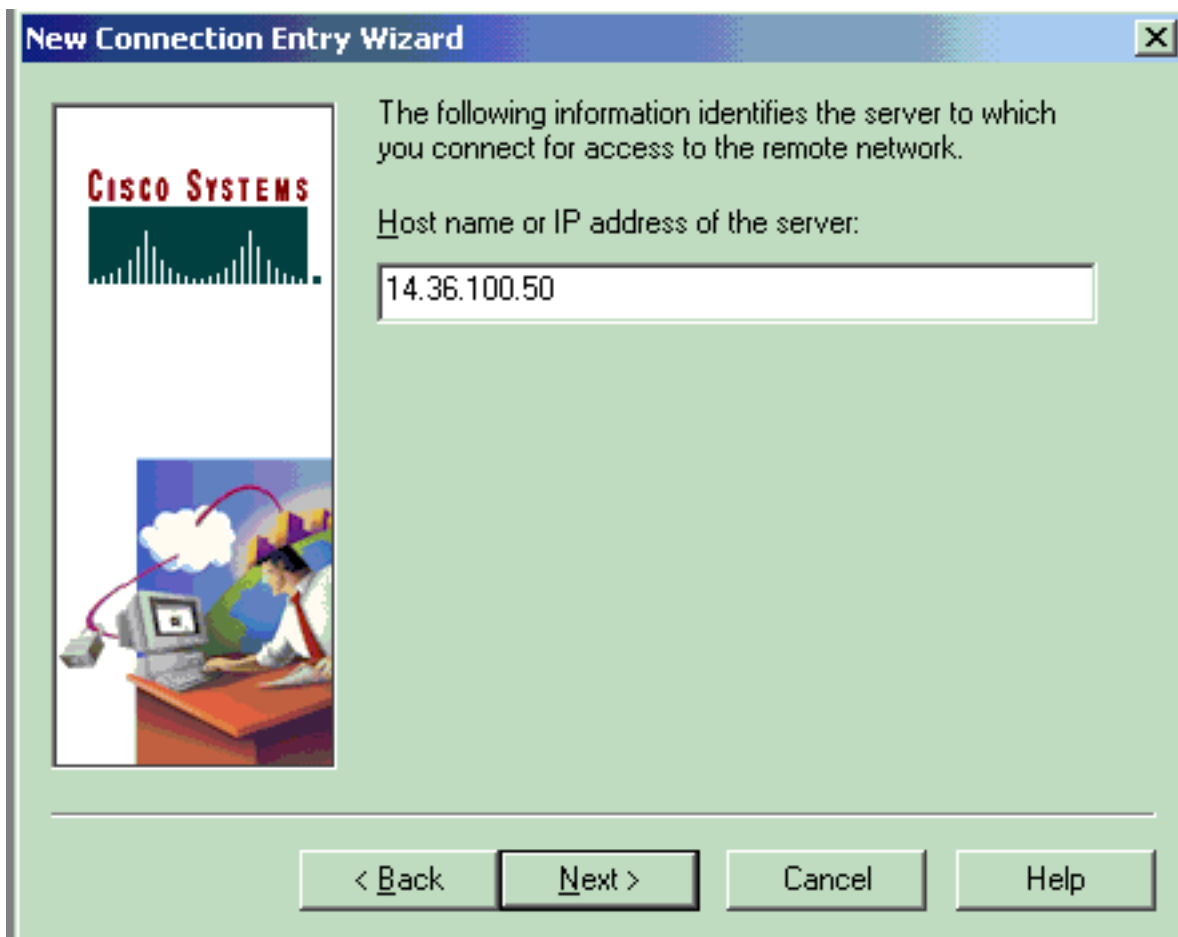 New Connection Entry Wizard
CISCO SYSTEMS
The following information identifies the server to which
you connect for access to the remote network.
Host name or IP address of the server:
14.36.100.50
< Back
Next >
Cancel
Help